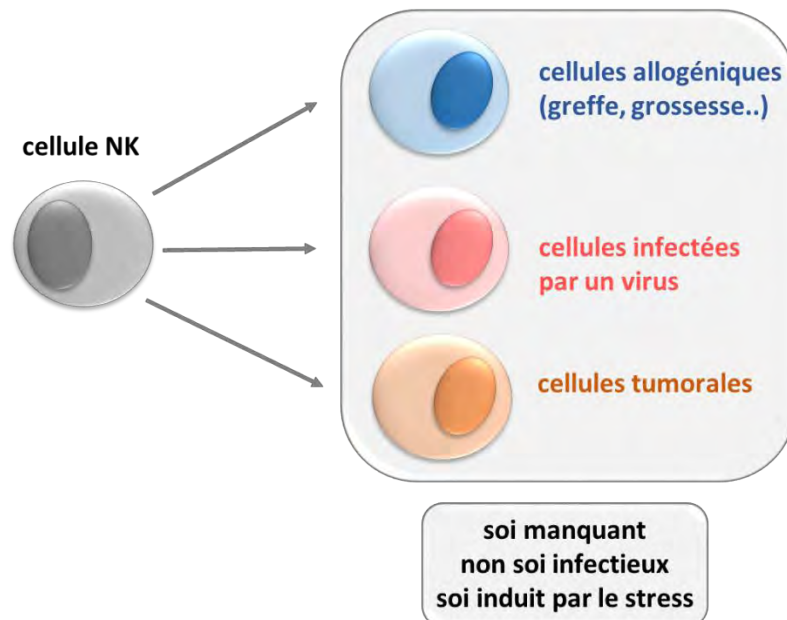 cellule NK
cellules allogéniques
(greffe, grossesse..)
cellules infectées
par un virus
cellules tumorales
soi manquant
non soi infectieux
soi induit par le stress